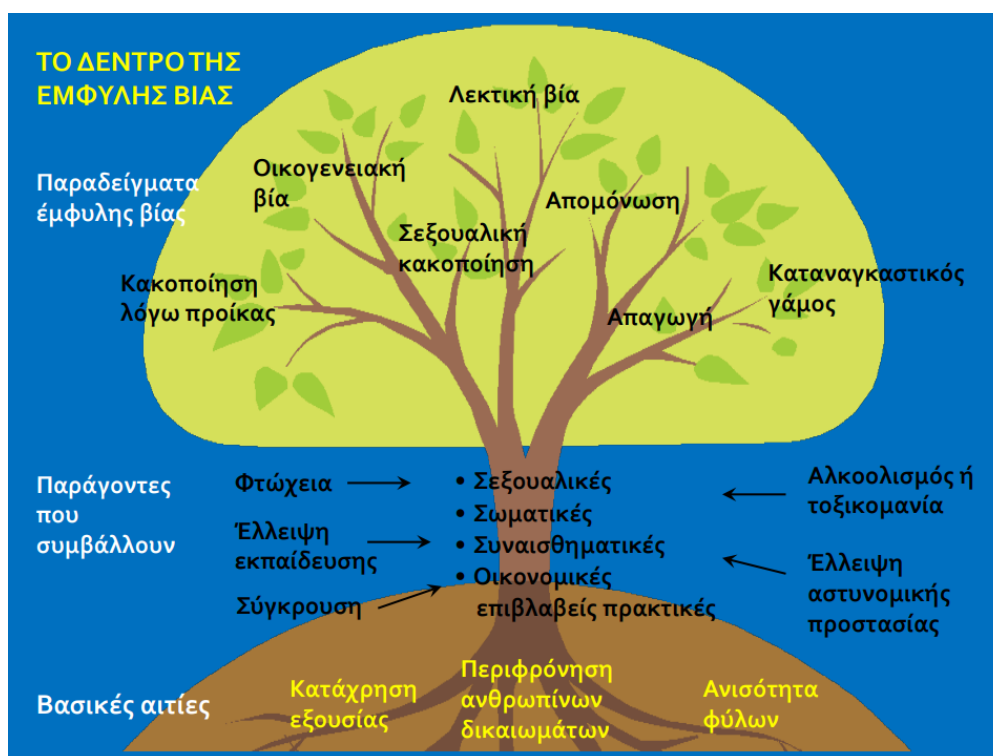 ΤΟ ΔΕΝΤΡΟ ΤΗΣ
ΕΜΦΥΛΗΣ ΒΙΑΣ
Λεκτική βία
Παραδείγματα
έμφυλης βίας
Οικογενειακή
βία
Απομόνωση
Σεξουαλική
κακοποίηση
Κακοποίηση
λόγω προίκας
Καταναγκαστικός
γάμος
Απαγωγή
Παράγοντες
που
συμβάλλουν
Φτώχεια
Έλλειψη
εκπαίδευσης
Σύγκρουση
• Σεξουαλικές
• Σωματικές
• Συναισθηματικές
• Οικονομικές
επιβλαβείς πρακτικές
Αλκοολισμός ή
τοξικομανία
Έλλειψη
αστυνομικής
προστασίας
Βασικές αιτίες
Κατάχρηση
εξουσίας
Περιφρόνηση
ανθρωπίνων
δικαιωμάτων
Ανισότητα
φύλων